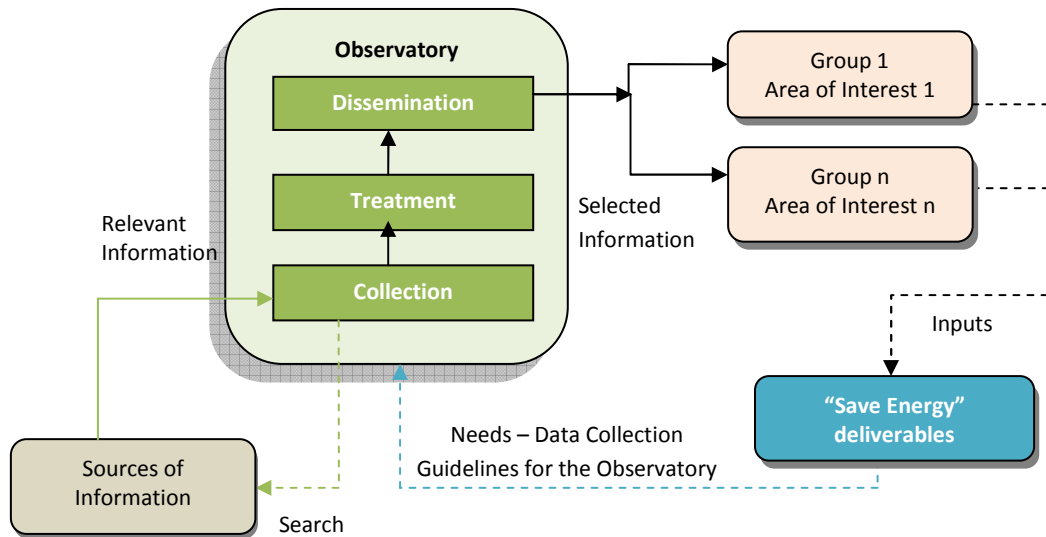 Observatory
Dissemination
Treatment
Collection
Relevant
Information
Selected
Information
Group 1
Area of Interest 1
Group n
Area of Interest n
Inputs
“Save Energy”
deliverables
Needs – Data Collection
Guidelines for the Observatory
Sources of
Information
Search